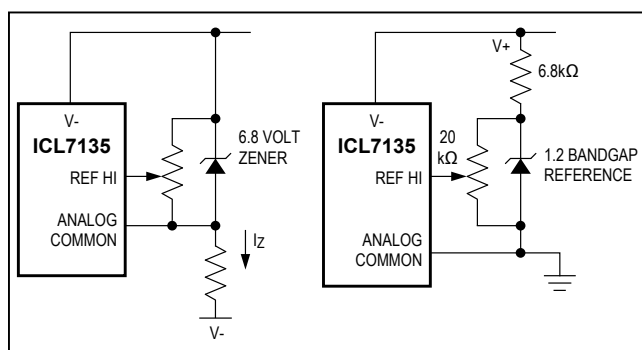 V-
ICL7135
REF HI
ANALOG
COMMON
6.8 VOLT
ZENER
IZ
V-
V+
6.8kΩ
V-
ICL7135
20
kΩ
REF HI
1.2 BANDGAP
REFERENCE
ANALOG
COMMON